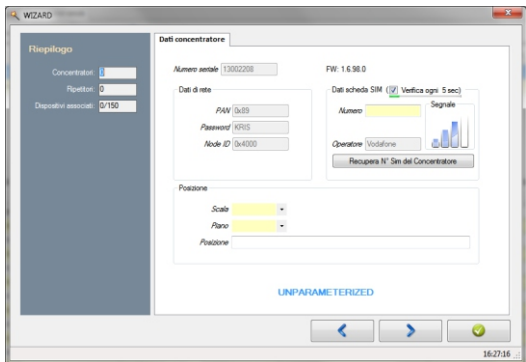 WIZARD
Riepilogo
Concentratori:
Ripetitori: 0
Dispositivi associati: 0/150
Dati concentratore
Numero seriale 13002208
FW: 1.6.98.0
Dati di rete
PAN 0x89
Password KRIS
Node ID 0x4000
Dati scheda SIM ( Verifica ogni 5 sec)
Numero
Segnale
Operatore Vodafone
Recupera N° Sim del Concentratore
Posizione
Scala
Piano
Posizione
UNPARAMETERIZED
16:27:16